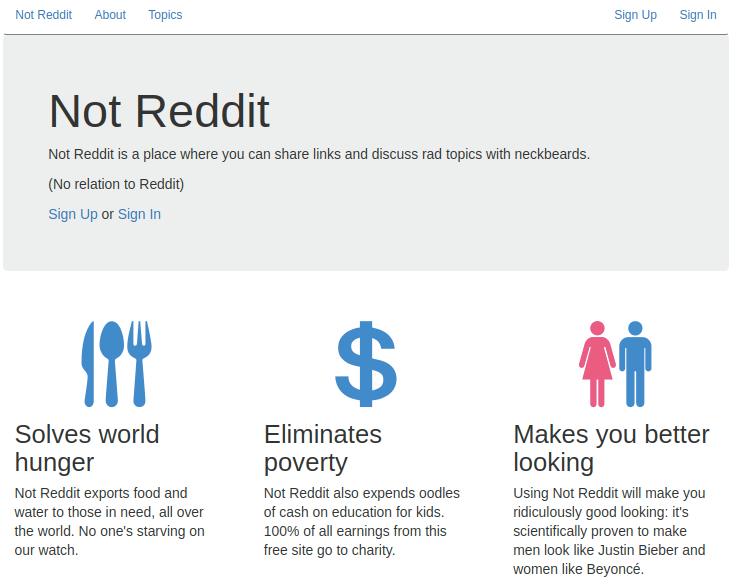 Not Reddit About Topics Sign Up Sign In
Not Reddit
Not Reddit is a place where you can share links and discuss rad topics with neckbeards.
(No relation to Reddit)
Sign Up or Sign In
Solves world
hunger
Not Reddit exports food and
water to those in need, all over
the world. No one's starving on
our watch.
Eliminates
poverty
Not Reddit also expends oodles
of cash on education for kids.
100% of all earnings from this
free site go to charity.
Makes you better
looking
Using Not Reddit will make you
ridiculously good looking: it's
scientifically proven to make
men look like Justin Bieber and
women like Beyoncé.